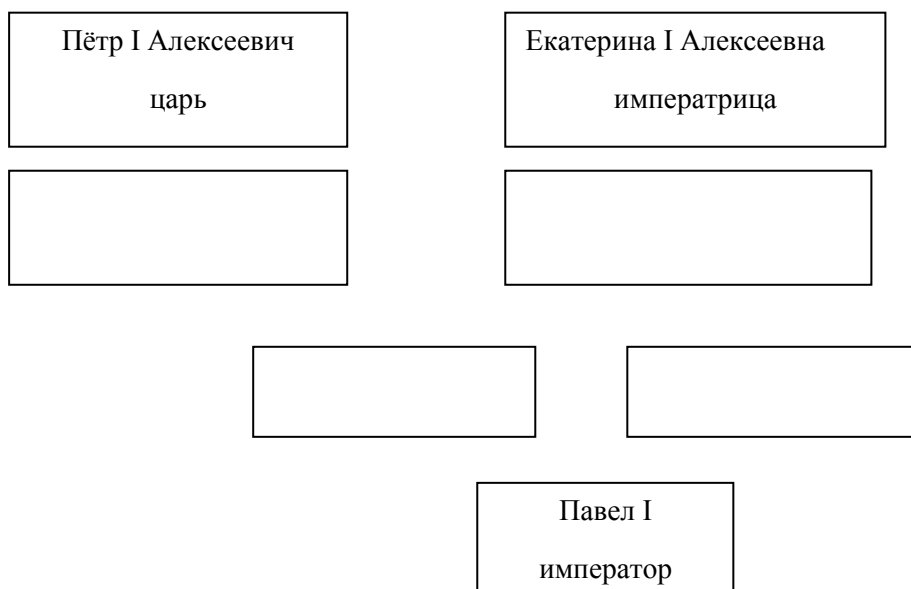 Пётр I Алексеевич
царь
Екатерина I Алексеевна
императрица
Павел I
император